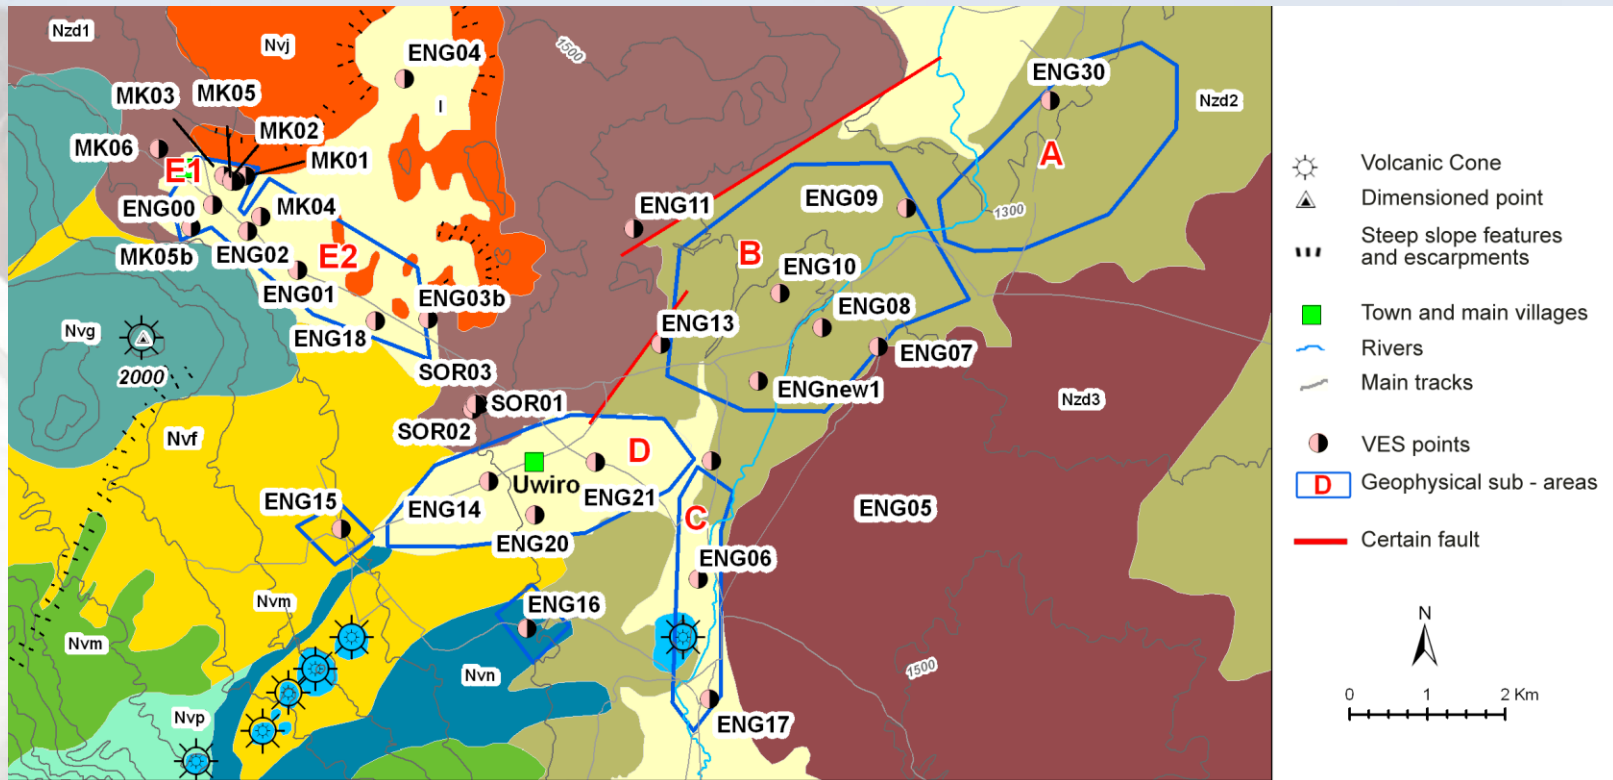 Nzd1
Nvj
1500
ENG04
ENG30
MK03
MK05
I
Nzd2
MK02
MK06
MK01
A
E1
ENG00
MK04
ENG11
ENG09
1300
MK05b
ENG02
E2
B
ENG10
ENG01
ENG03b
ENG08
Nvg
ENG18
ENG13
ENG07
2000
SOR03
ENGnew1
SOR01
Nzd3
SOR02
Nvf
D
Uwiro
ENG15
ENG14
ENG21
C
ENG05
ENG20
ENG06
Nvm
ENG16
Nvm
Nvn
1500
Nvp
ENG17
Volcanic Cone
Dimensioned point
Steep slope features
and escarpments
Town and main villages
Rivers
Main tracks
VES points
D
Geophysical sub - areas
Certain fault
N
0 1 2 Km